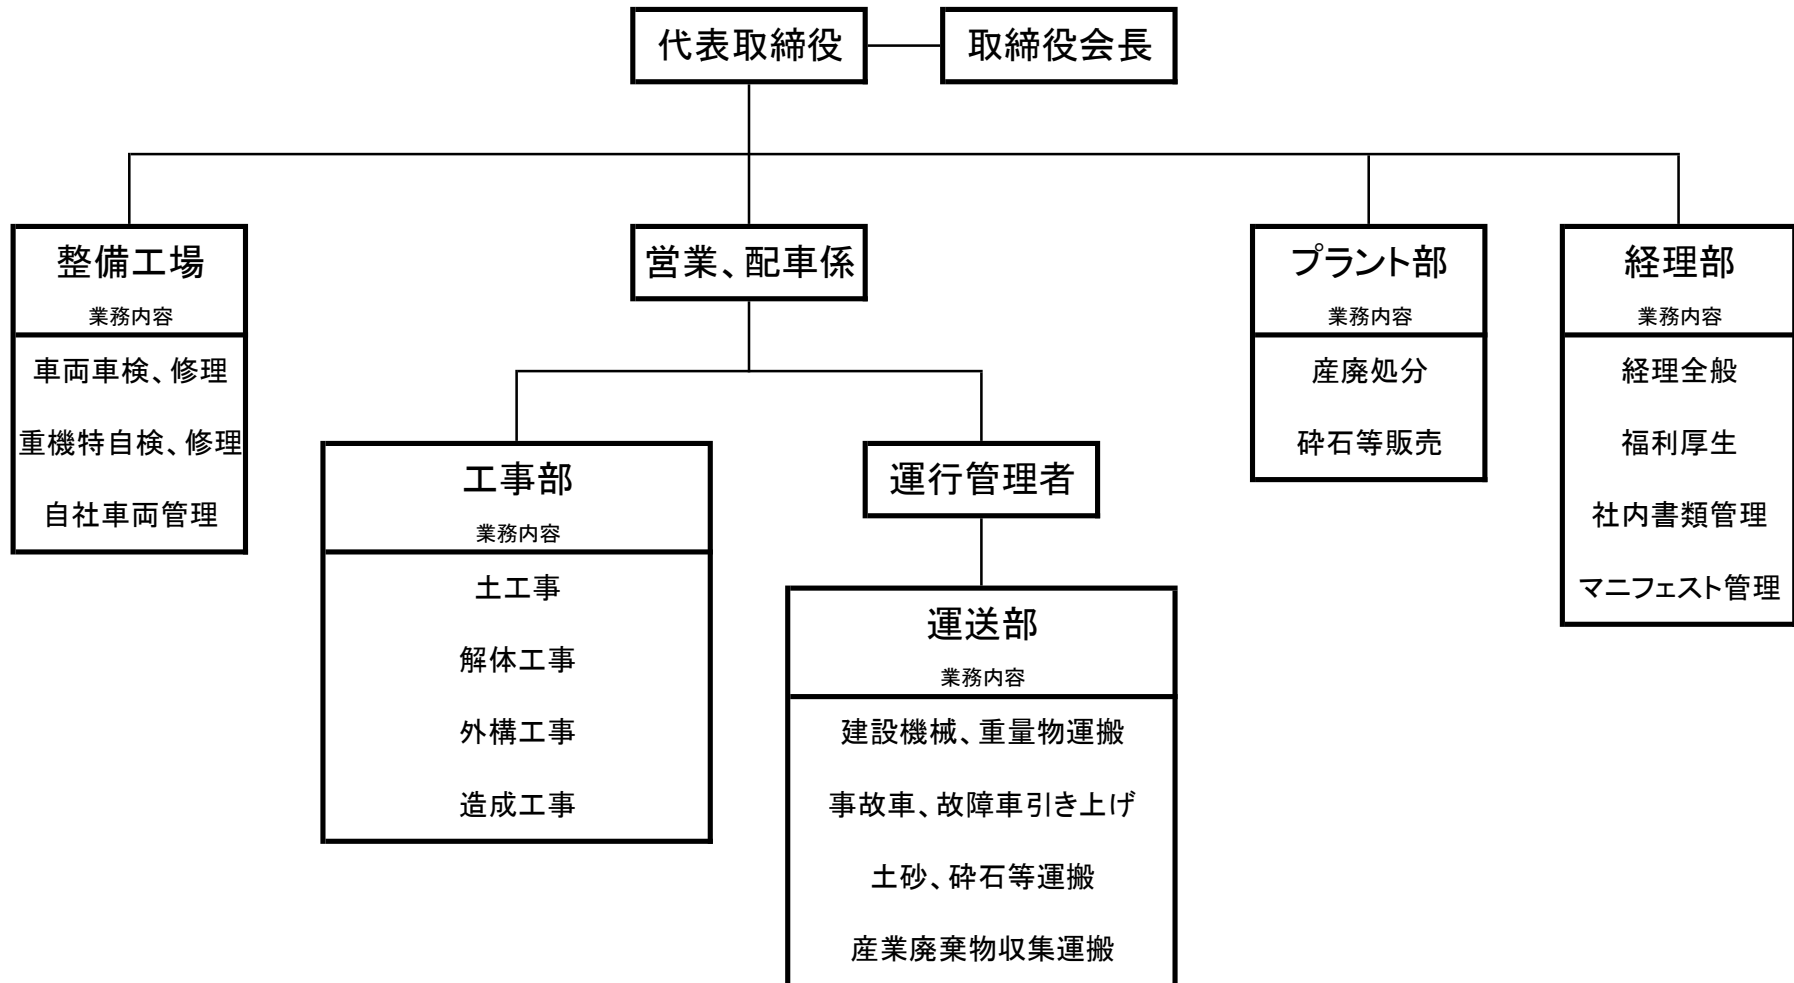 代表取締役
取締役会長
整備工場
業務内容
車両車検、修理
重機特自検、修理
自社車両管理
営業、配車係
工事部
業務内容
土工事
解体工事
外構工事
造成工事
運行管理者
運送部
業務内容
建設機械、重量物運搬
事故車、故障車引き上げ
土砂、砕石等運搬
産業廃棄物収集運搬
プラント部
業務内容
産廃処分
砕石等販売
経理部
業務内容
経理全般
福利厚生
社内書類管理
マニフェスト管理